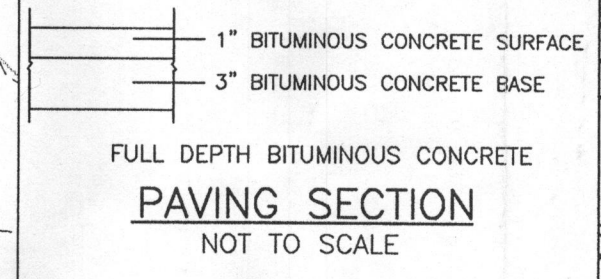 1" BITUMINOUS CONCRETE SURFACE
3" BITUMINOUS CONCRETE BASE
FULL DEPTH BITUMINOUS CONCRETE
PAVING SECTION
NOT TO SCALE